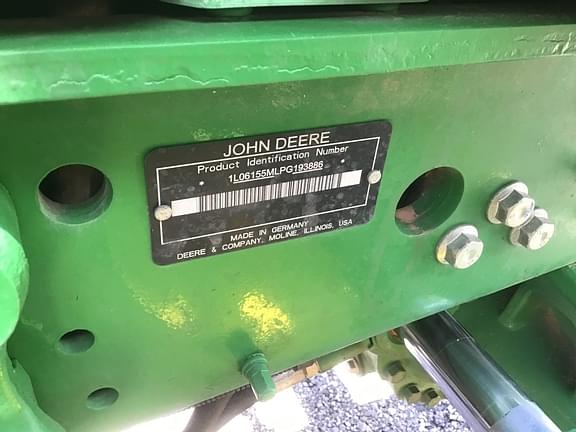 JOHN DEERE
Product Identification Number
1L06155MLPG193886
MADE IN GERMANY
DEERE & COMPANY, MOLINE, ILLINOIS, USA